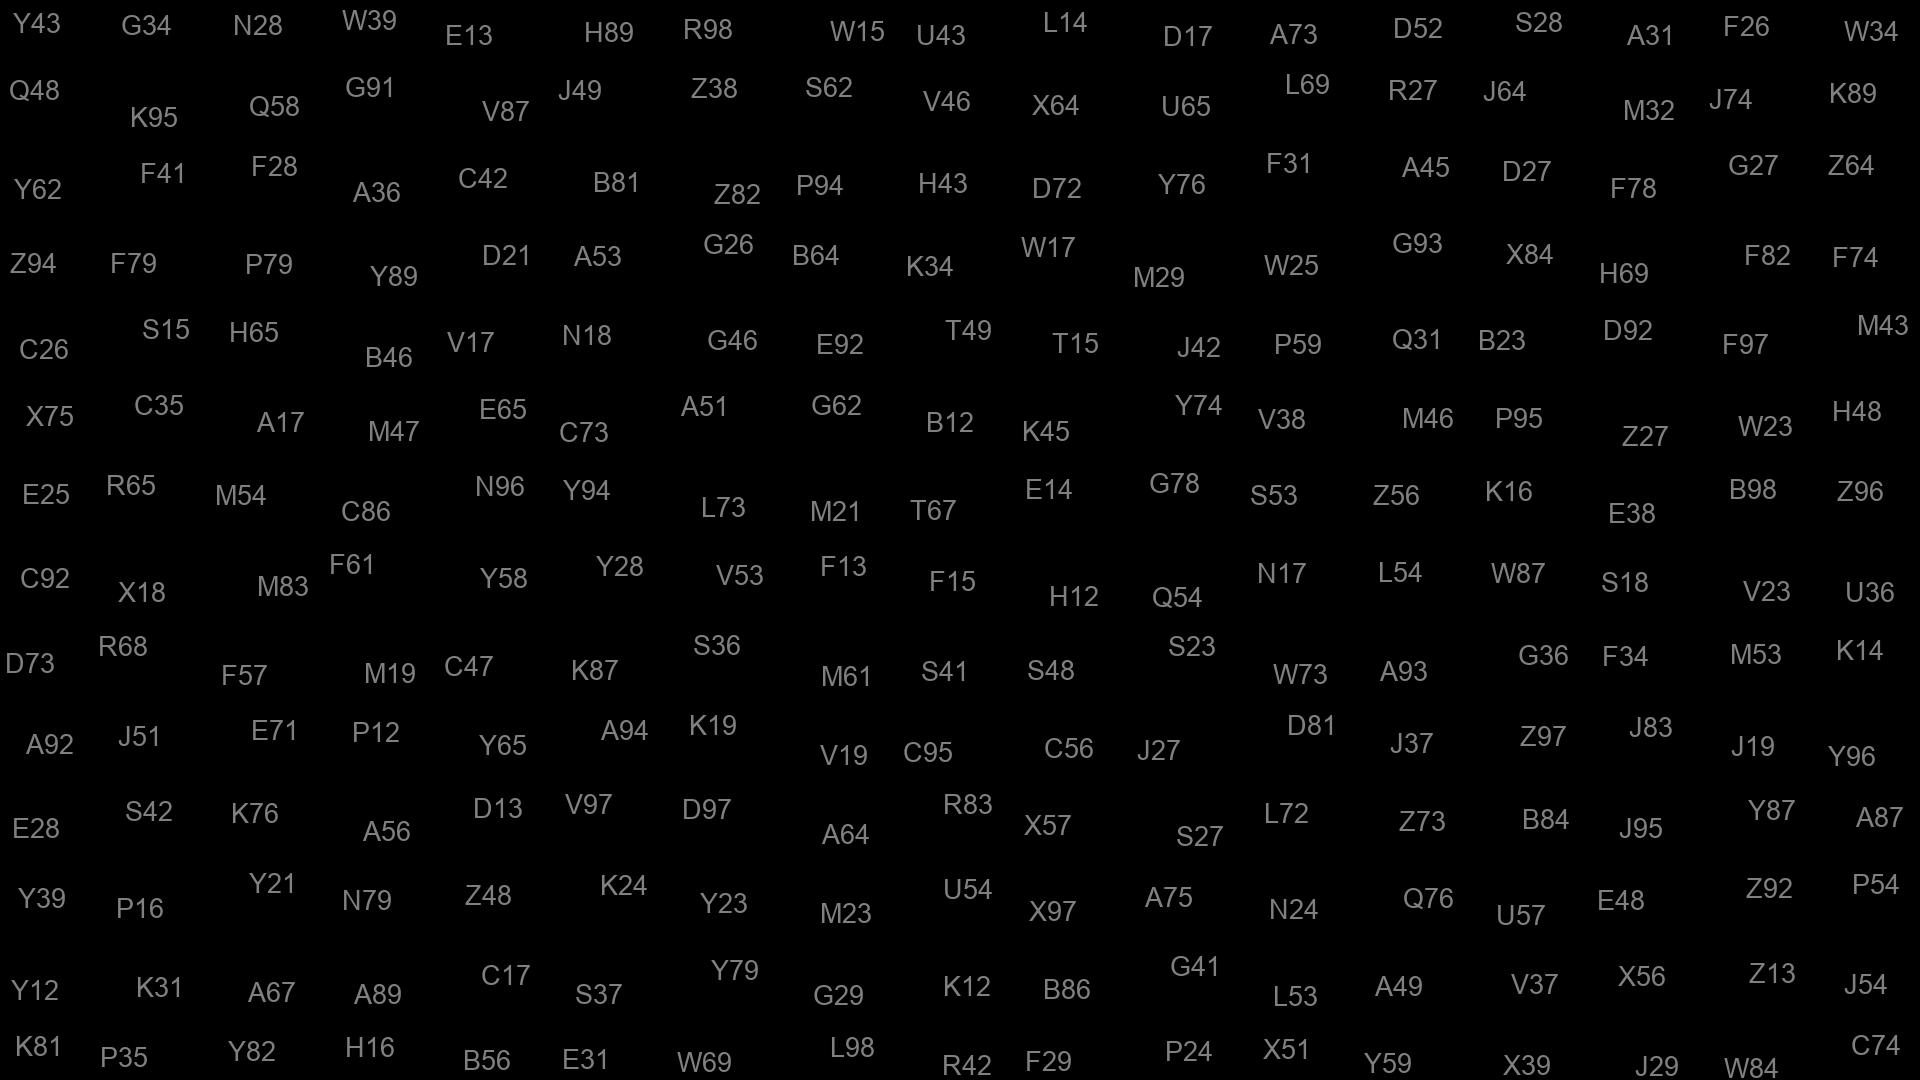 Y43 G34 N28 W39 E13 H89 R98 W15 U43 L14 D17 A73 D52 S28 A31 F26 W34
Q48 K95 Q58 G91 V87 J49 Z38 S62 V46 X64 U65 L69 R27 J64 M32 J74 K89
Y62 F41 F28 A36 C42 B81 Z82 P94 H43 D72 Y76 F31 A45 D27 F78 G27 Z64
Z94 F79 P79 Y89 D21 A53 G26 B64 K34 W17 M29 W25 G93 X84 H69 F82 F74
C26 S15 H65 B46 V17 N18 G46 E92 T49 T15 J42 P59 Q31 B23 D92 F97 M43
X75 C35 A17 M47 E65 C73 A51 G62 B12 K45 Y74 V38 M46 P95 Z27 W23 H48
E25 R65 M54 C86 N96 Y94 L73 M21 T67 E14 G78 S53 Z56 K16 E38 B98 Z96
C92 X18 M83 F61 Y58 Y28 V53 F13 F15 H12 Q54 N17 L54 W87 S18 V23 U36
D73 R68 F57 M19 C47 K87 S36 M61 S41 S48 S23 W73 A93 G36 F34 M53 K14
A92 J51 E71 P12 Y65 A94 K19 V19 C95 C56 J27 D81 J37 Z97 J83 J19 Y96
E28 S42 K76 A56 D13 V97 D97 A64 R83 X57 S27 L72 Z73 B84 J95 Y87 A87
Y39 P16 Y21 N79 Z48 K24 Y23 M23 U54 X97 A75 N24 Q76 U57 E48 Z92 P54
Y12 K31 A67 A89 C17 S37 Y79 G29 K12 B86 G41 L53 A49 V37 X56 Z13 J54
K81 P35 Y82 H16 B56 E31 W69 L98 R42 F29 P24 X51 Y59 X39 J29 W84 C74